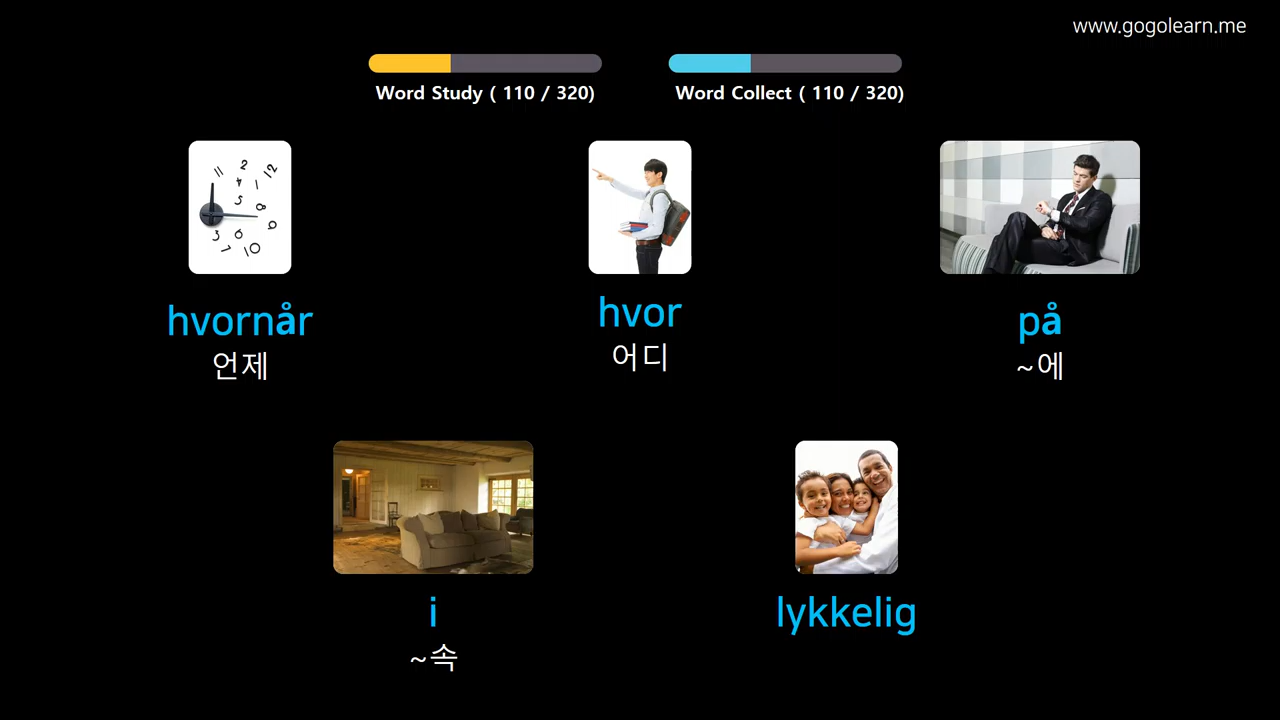 www.gogolearn.me
Word Study ( 110 / 320)
Word Collect ( 110 / 320)
hvornår
언제
hvor
어디
på
~에
i
~속
lykkelig